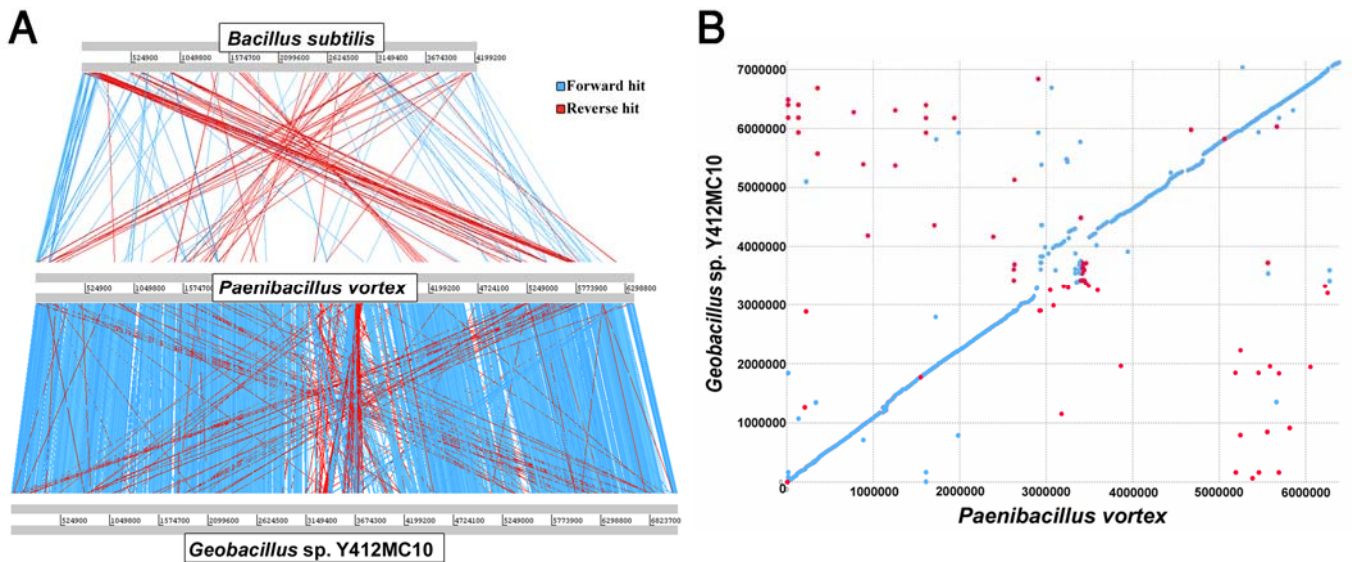 A
Bacillus subtilis
524900 1049800 1574700 2099600 2624500 3149400 3674300 4199200
Forward hit
Reverse hit
Paenibacillus vortex
524900 1049800 157470 4199200 4724100 5249000 5773900 6298800
524900 1049800 1574700 2099600 2624500 3149400 3674300 4199200 4724100 5249000 5773900 6298800 6823700
Geobacillus sp. Y412MC10
B
Geobacillus sp. Y412MC10
7000000
6000000
5000000
4000000
3000000
2000000
1000000
0
0 1000000 2000000 3000000 4000000 5000000 6000000
Paenibacillus vortex